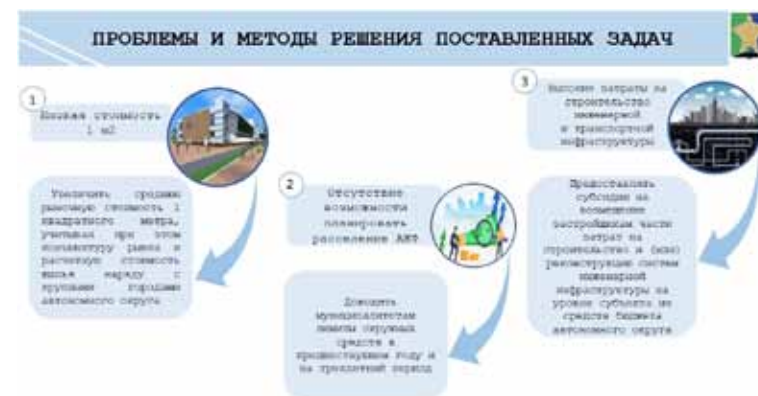 ПРОБЛЕМЫ И МЕТОДЫ РЕШЕНИЯ ПОСТАВЛЕННЫХ ЗАДАЧ
1
Низкая стоимость
1 м2
Увеличить среднюю
рыночную стоимость 1
квадратного метра,
учитывая при этом
конъюнктуру рынка и
расчетную стоимость
жилья наряду с
крупными городами
автономного округа
2
Отсутствие
возможности
планировать
расселение АЖФ
Доводить
муниципалитетам
лимиты окружных
средств в
предшествующем году и
на трехлетний период
3
Высокие затраты на
строительство
инженерной
и транспортной
инфраструктуры
Предоставлять
субсидии на
возмещение
застройщикам части
затрат на
строительство и (или)
реконструкцию систем
инженерной
инфраструктуры на
уровне субъекта из
средств бюджета
автономного округа